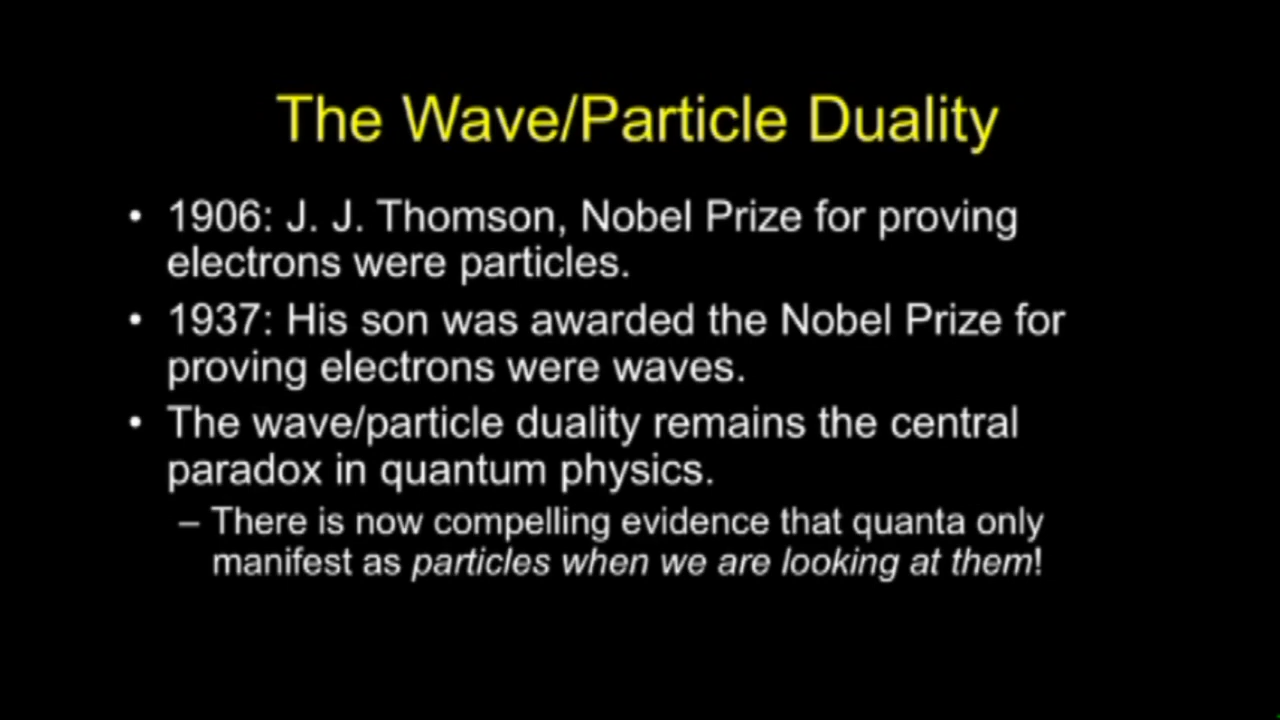 The Wave/Particle Duality
• 1906: J. J. Thomson, Nobel Prize for proving
electrons were particles.
• 1937: His son was awarded the Nobel Prize for
proving electrons were waves.
• The wave/particle duality remains the central
paradox in quantum physics.
– There is now compelling evidence that quanta only
manifest as particles when we are looking at them!